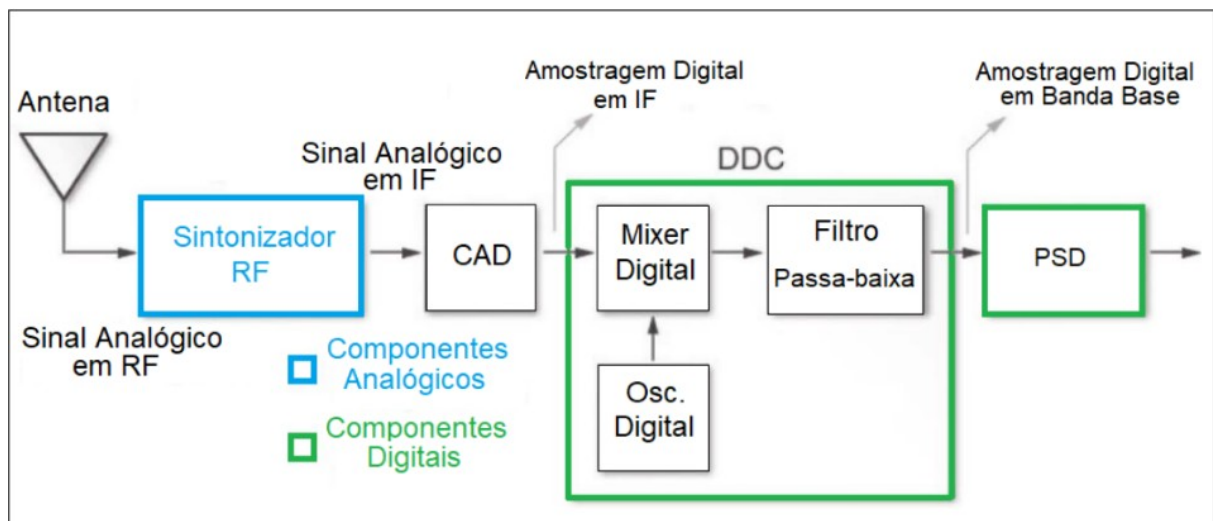 Antena
Sinal Analógico
em RF
Sintonizador
RF
Sinal Analógico
em IF
CAD
Amostragem Digital
em IF
DDC
Mixer
Digital
Osc.
Digital
Filtro
Passa-baixa
Amostragem Digital
em Banda Base
PSD
Componentes
Analógicos
Componentes
Digitais